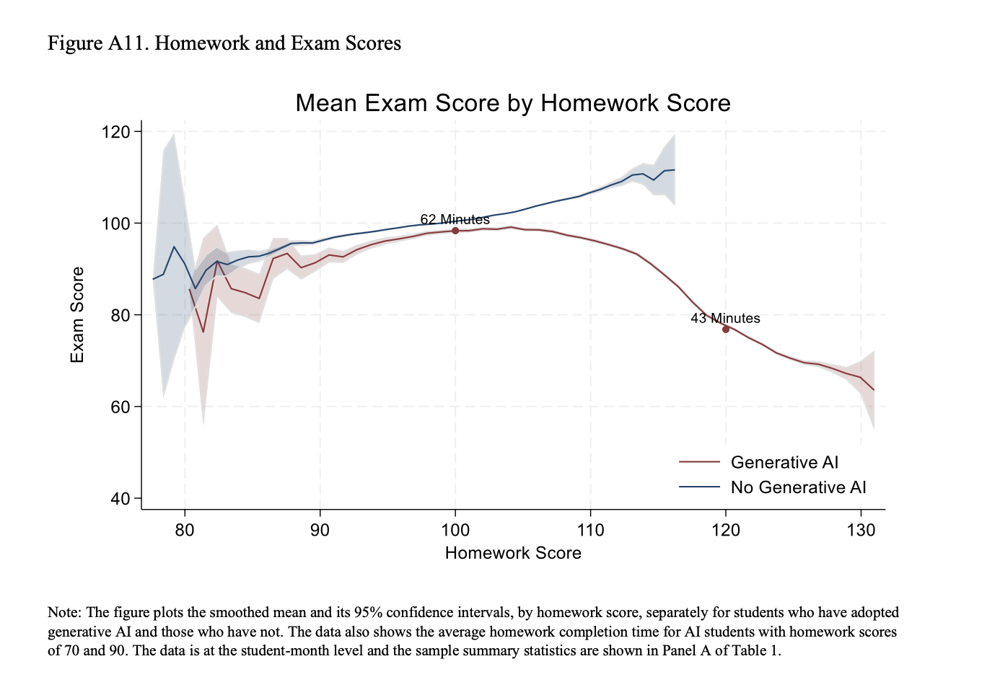 Figure A11. Homework and Exam Scores
Mean Exam Score by Homework Score
120
100
80
60
40
Exam Score
62 Minutes
43 Minutes
Generative AI
No Generative AI
80 90 100 110 120 130
Homework Score
Note: The figure plots the smoothed mean and its 95% confidence intervals, by homework score, separately for students who have adopted
generative AI and those who have not. The data also shows the average homework completion time for AI students with homework scores
of 70 and 90. The data is at the student-month level and the sample summary statistics are shown in Panel A of Table 1.